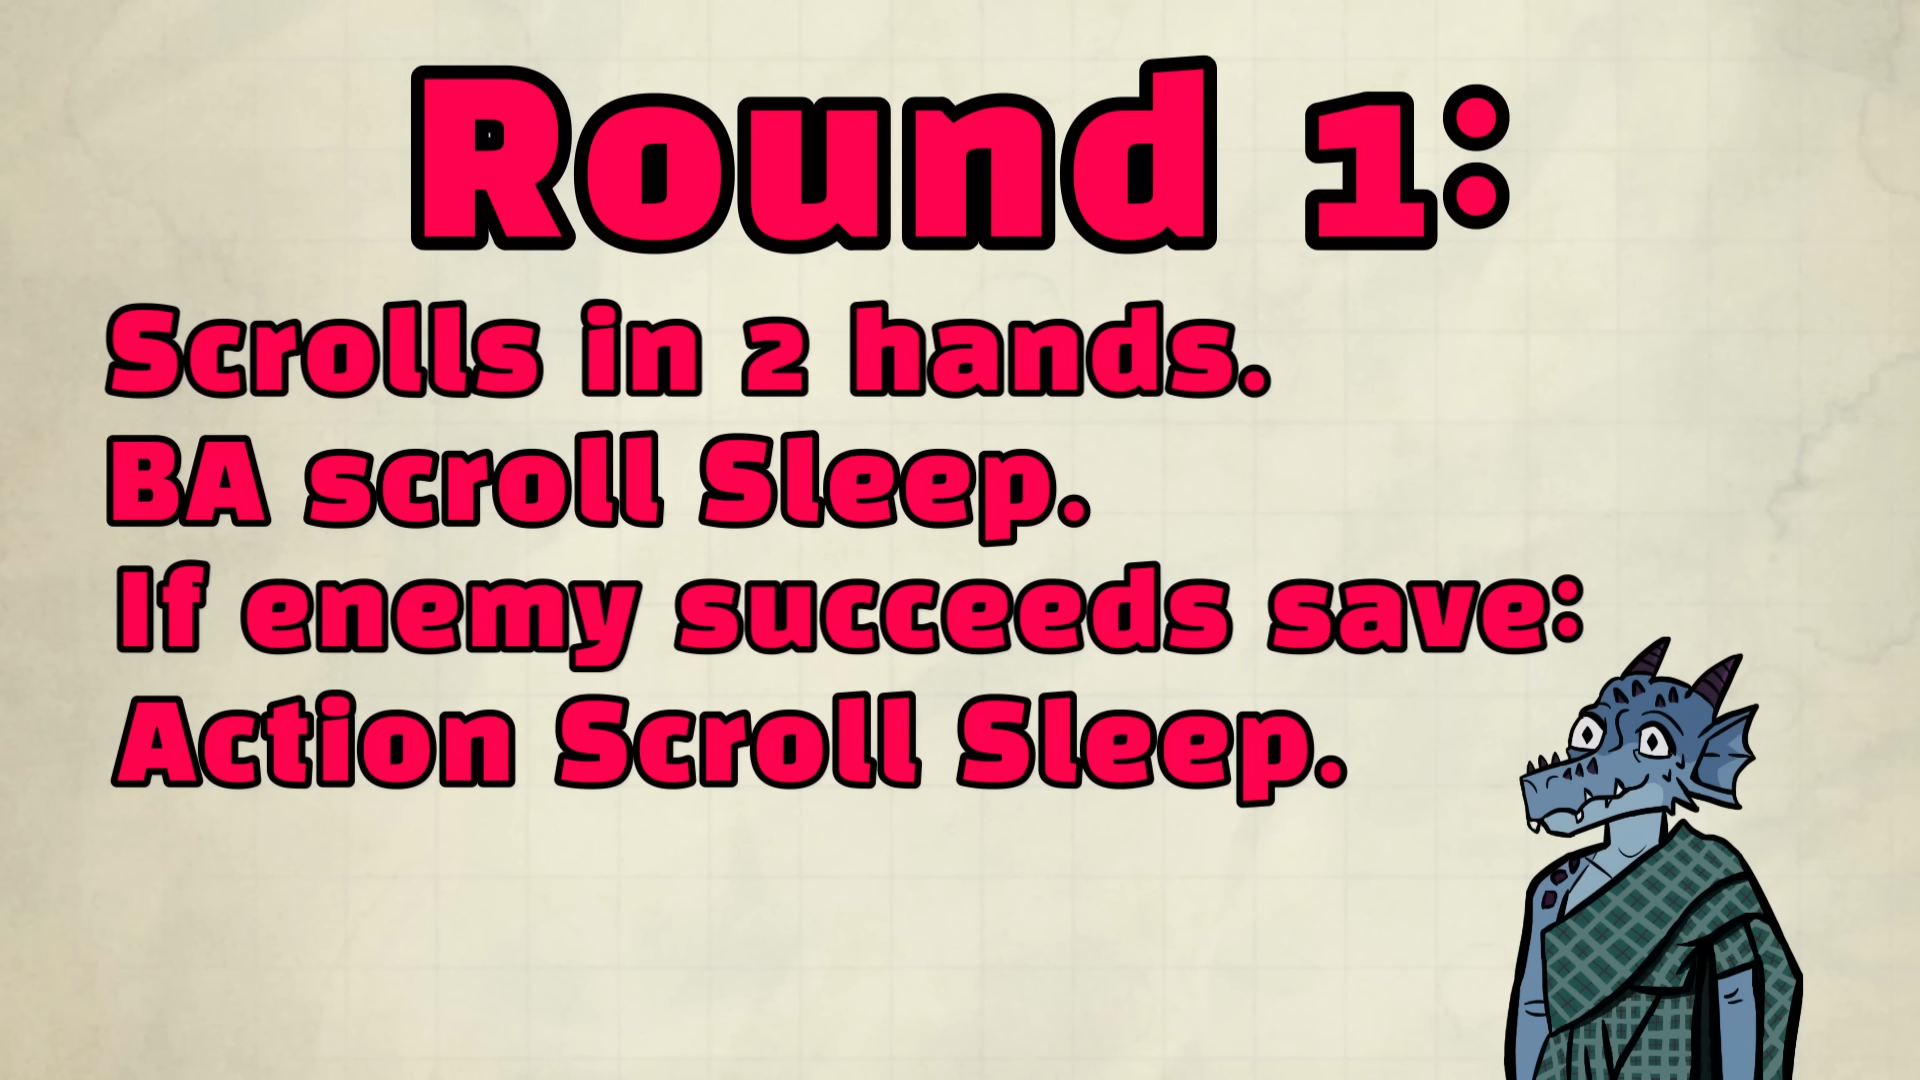 Round 1:
Scrolls in 2 hands.
BA scroll Sleep.
If enemy succeeds save:
Action Scroll Sleep.